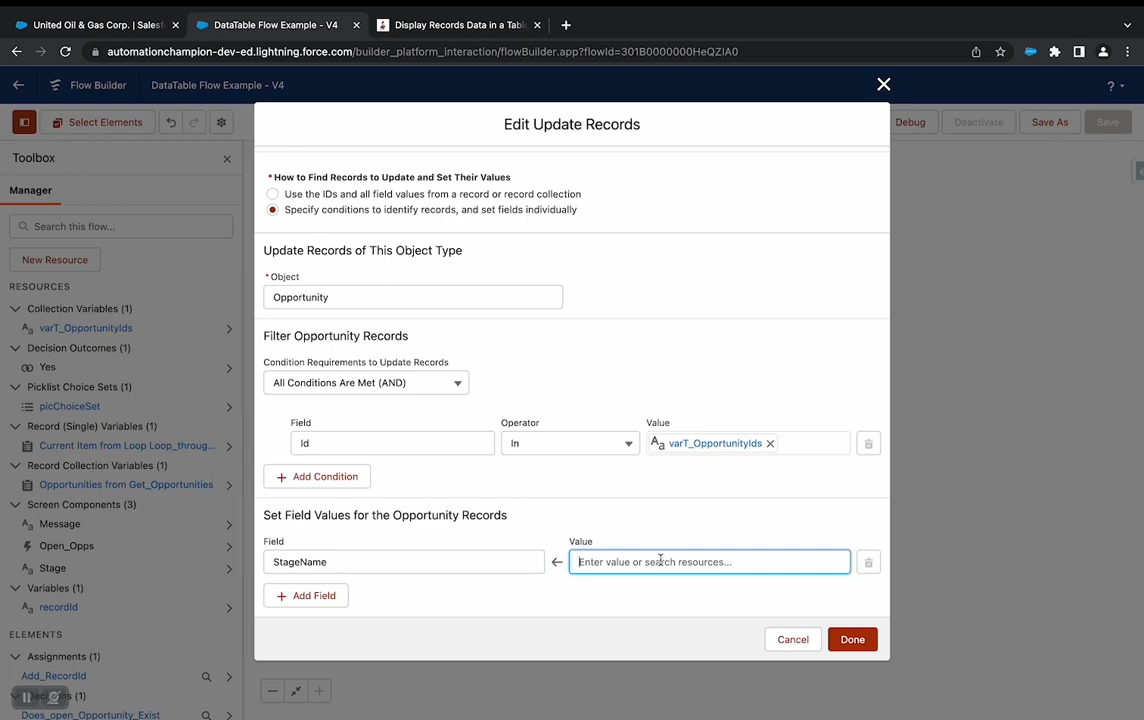 United Oil & Gas Corp. | Salesf
DataTable Flow Example - V4
Display Records Data in a Table
automationchampion-dev-ed.lightning.force.com/builder_platform_interaction/flowBuilder.app?flowId=301B0000000HeQZIA0
Flow Builder
DataTable Flow Example - V4
?
Select Elements
Debug
Deactivate
Save As
Save
Toolbox
Manager
Search this flow...
New Resource
RESOURCES
Collection Variables (1)
varT_OpportunityIds
Decision Outcomes (1)
Yes
Picklist Choice Sets (1)
picChoiceSet
Record (Single) Variables (1)
Current Item from Loop Loop_throug...
Record Collection Variables (1)
Opportunities from Get_Opportunities
Screen Components (3)
Message
Open_Opps
Stage
Variables (1)
recordId
ELEMENTS
Assignments (1)
Add_RecordId
(1)
Does_open_Opportunity_Exist
Edit Update Records
* How to Find Records to Update and Set Their Values
Use the IDs and all field values from a record or record collection
Specify conditions to identify records, and set fields individually
Update Records of This Object Type
* Object
Opportunity
Filter Opportunity Records
Condition Requirements to Update Records
All Conditions Are Met (AND)
Field Operator Value
Id In varT_OpportunityIds
+ Add Condition
Set Field Values for the Opportunity Records
Field Value
StageName ← Enter value or search resources...
+ Add Field
Cancel
Done